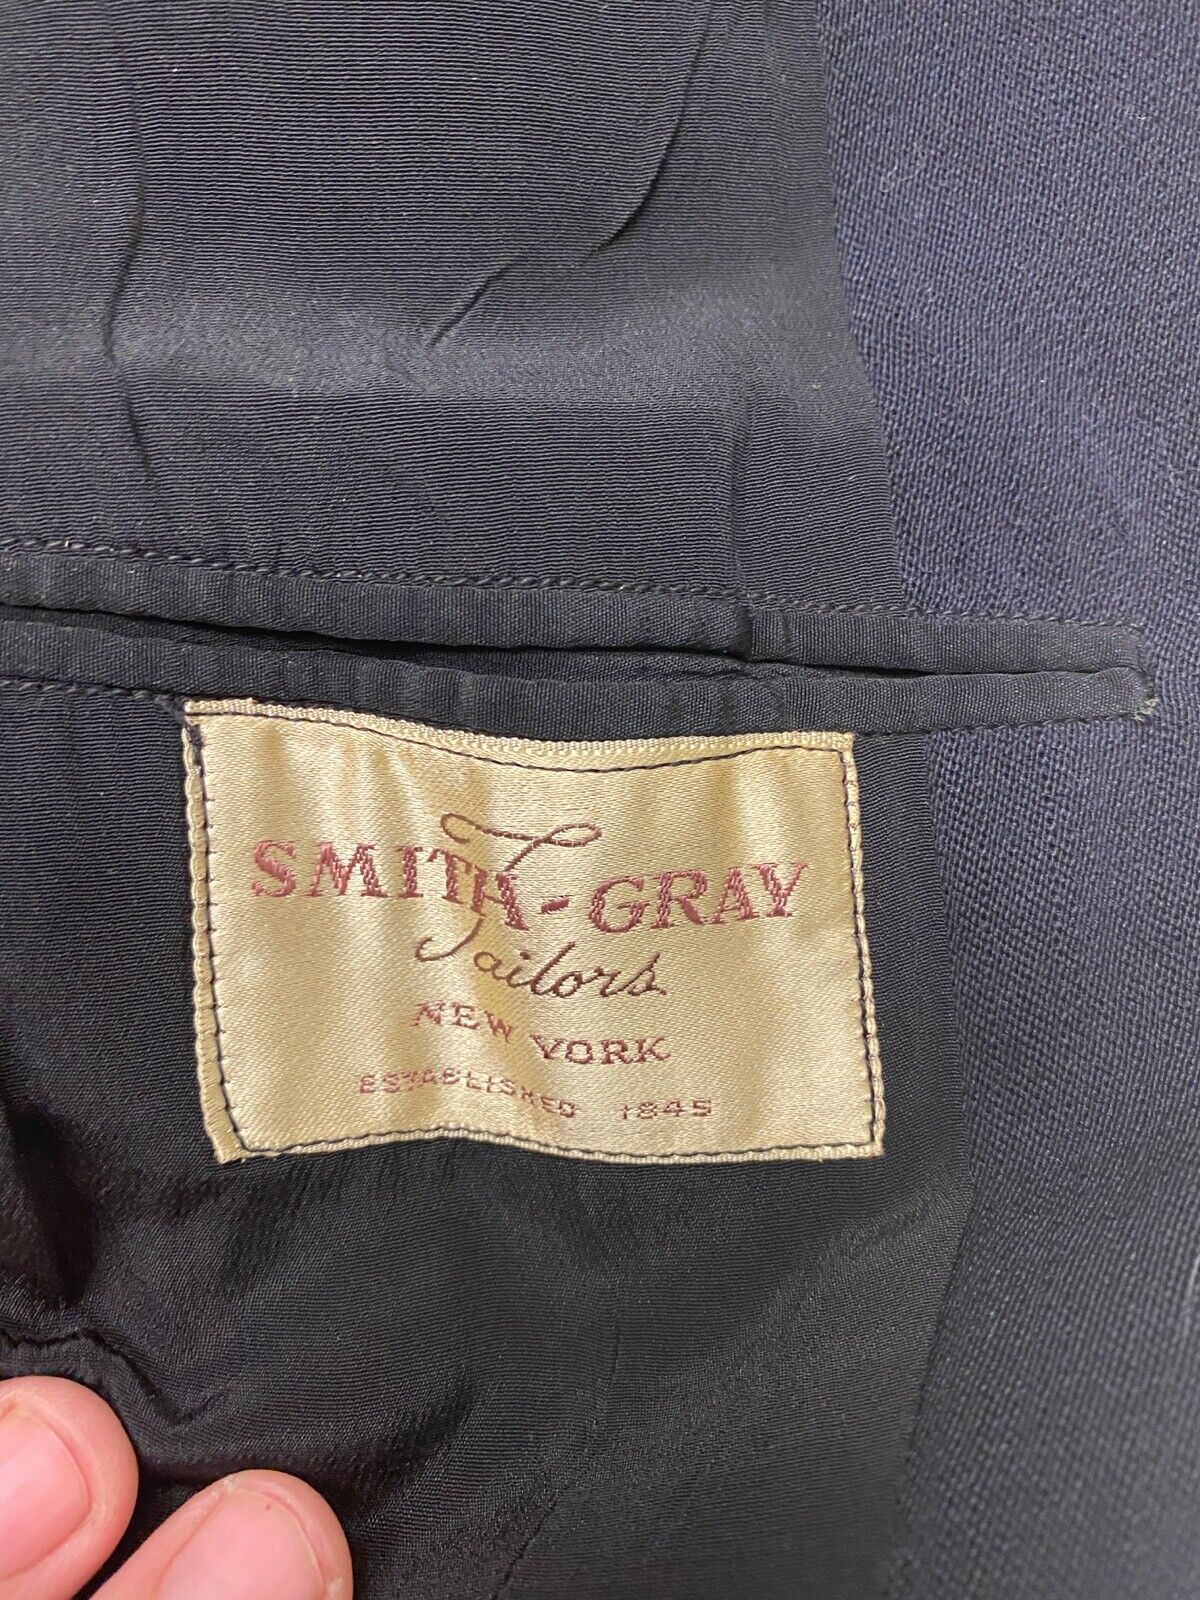 SMITH-GRAY
Tailors
NEW YORK
ESTABLISHED 1845